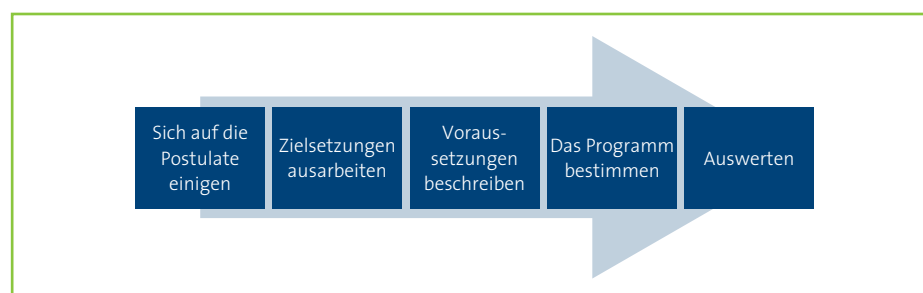 Sich auf die
Postulate
einigen
Zielsetzungen
ausarbeiten
Voraus-
setzungen
beschreiben
Das Programm
bestimmen
Auswerten